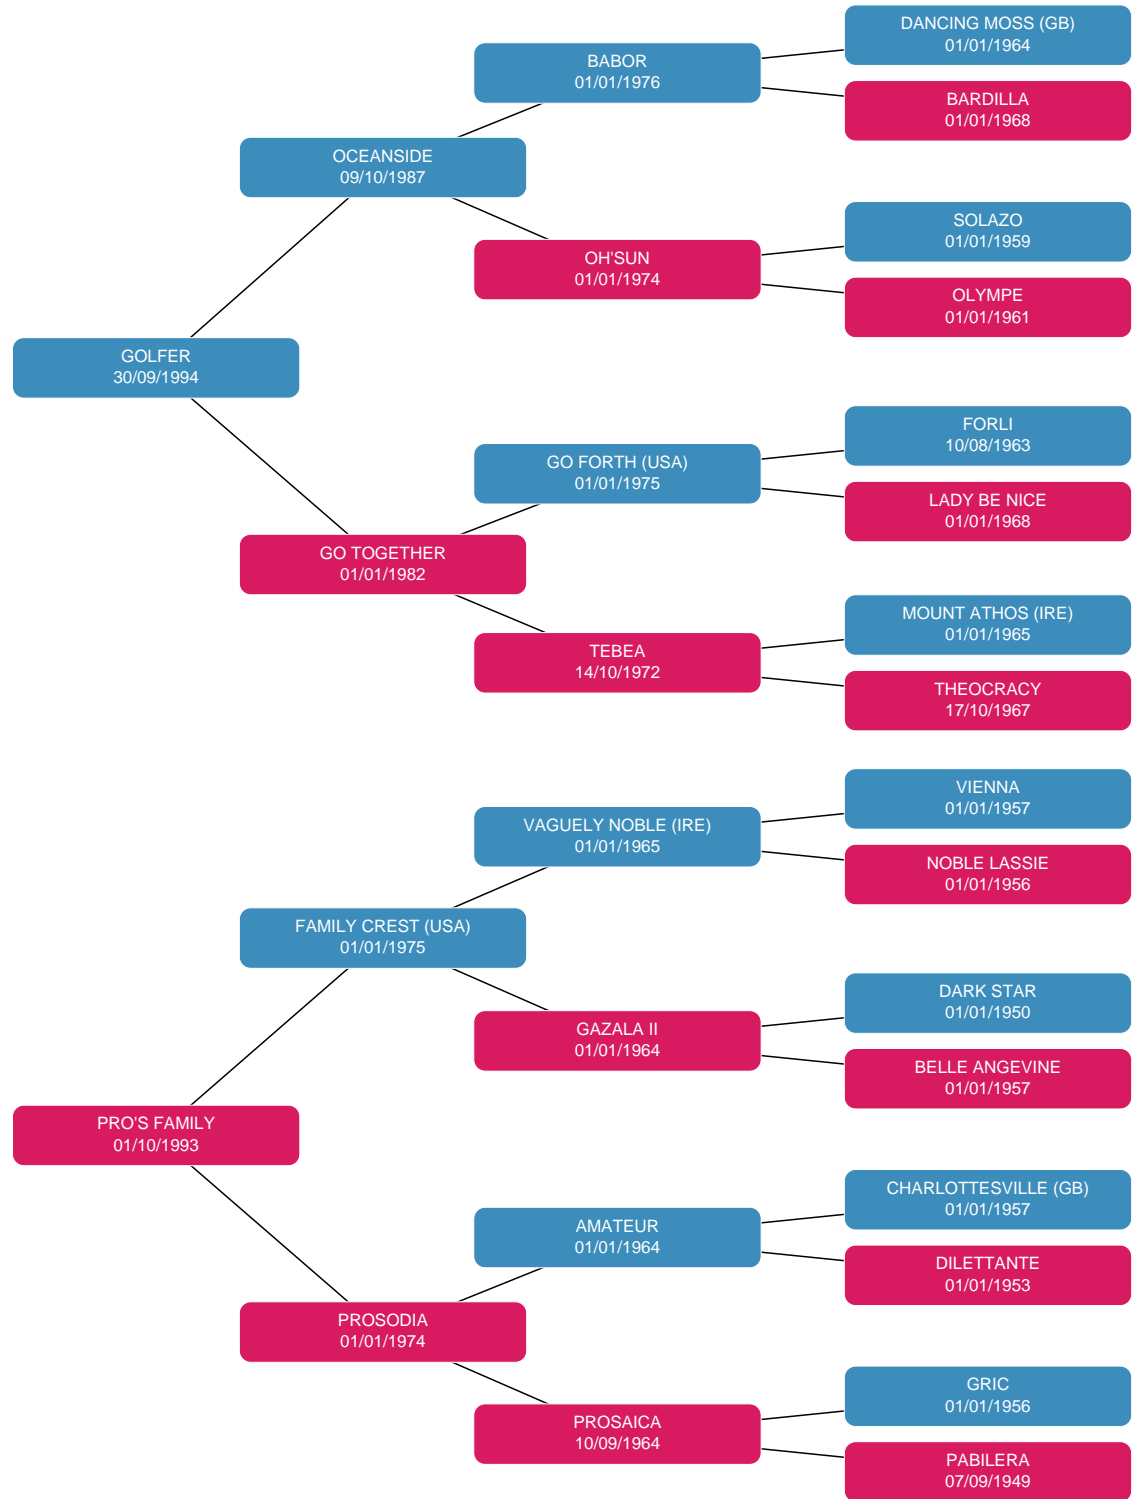 DANCING MOSS (GB)
01/01/1964
BABOR
01/01/1976
BARDILLA
01/01/1968
OCEANSIDE
09/10/1987
SOLAZO
01/01/1959
OH'SUN
01/01/1974
OLYMPE
01/01/1961
GOLFER
30/09/1994
FORLI
10/08/1963
GO FORTH (USA)
01/01/1975
LADY BE NICE
01/01/1968
GO TOGETHER
01/01/1982
MOUNT ATHOS (IRE)
01/01/1965
TEBEA
14/10/1972
THEOCRACY
17/10/1967
VIENNA
01/01/1957
VAGUELY NOBLE (IRE)
01/01/1965
NOBLE LASSIE
01/01/1956
FAMILY CREST (USA)
01/01/1975
DARK STAR
01/01/1950
GAZALA II
01/01/1964
BELLE ANGEVINE
01/01/1957
PRO'S FAMILY
01/10/1993
CHARLOTTESVILLE (GB)
01/01/1957
AMATEUR
01/01/1964
DILETTANTE
01/01/1953
PROSODIA
01/01/1974
GRIC
01/01/1956
PROSAICA
10/09/1964
PABILERA
07/09/1949